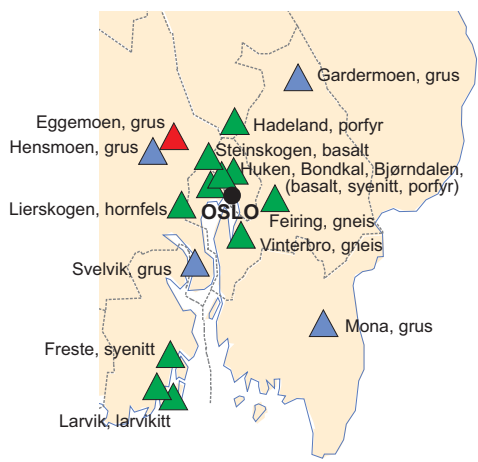 Gardermoen, grus
Eggemoen, grus
Hadeland, porfyr
Hensmoen, grus
Steinskogen, basalt
Huken, Bondkal, Bjørndalen,
(basalt, syenitt, porfyr)
Lierskogen, hornfels
OSLO
Feiring, gneis
Vinterbro, gneis
Svelvik, grus
Mona, grus
Freste, syenitt
Larvik, larvikitt